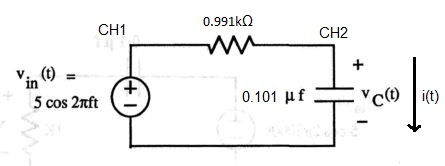 CH1
0.991kΩ
CH2
v_in(t) =
5 cos 2πft
+
−
0.101 μf
+
v_C(t)
−
i(t)